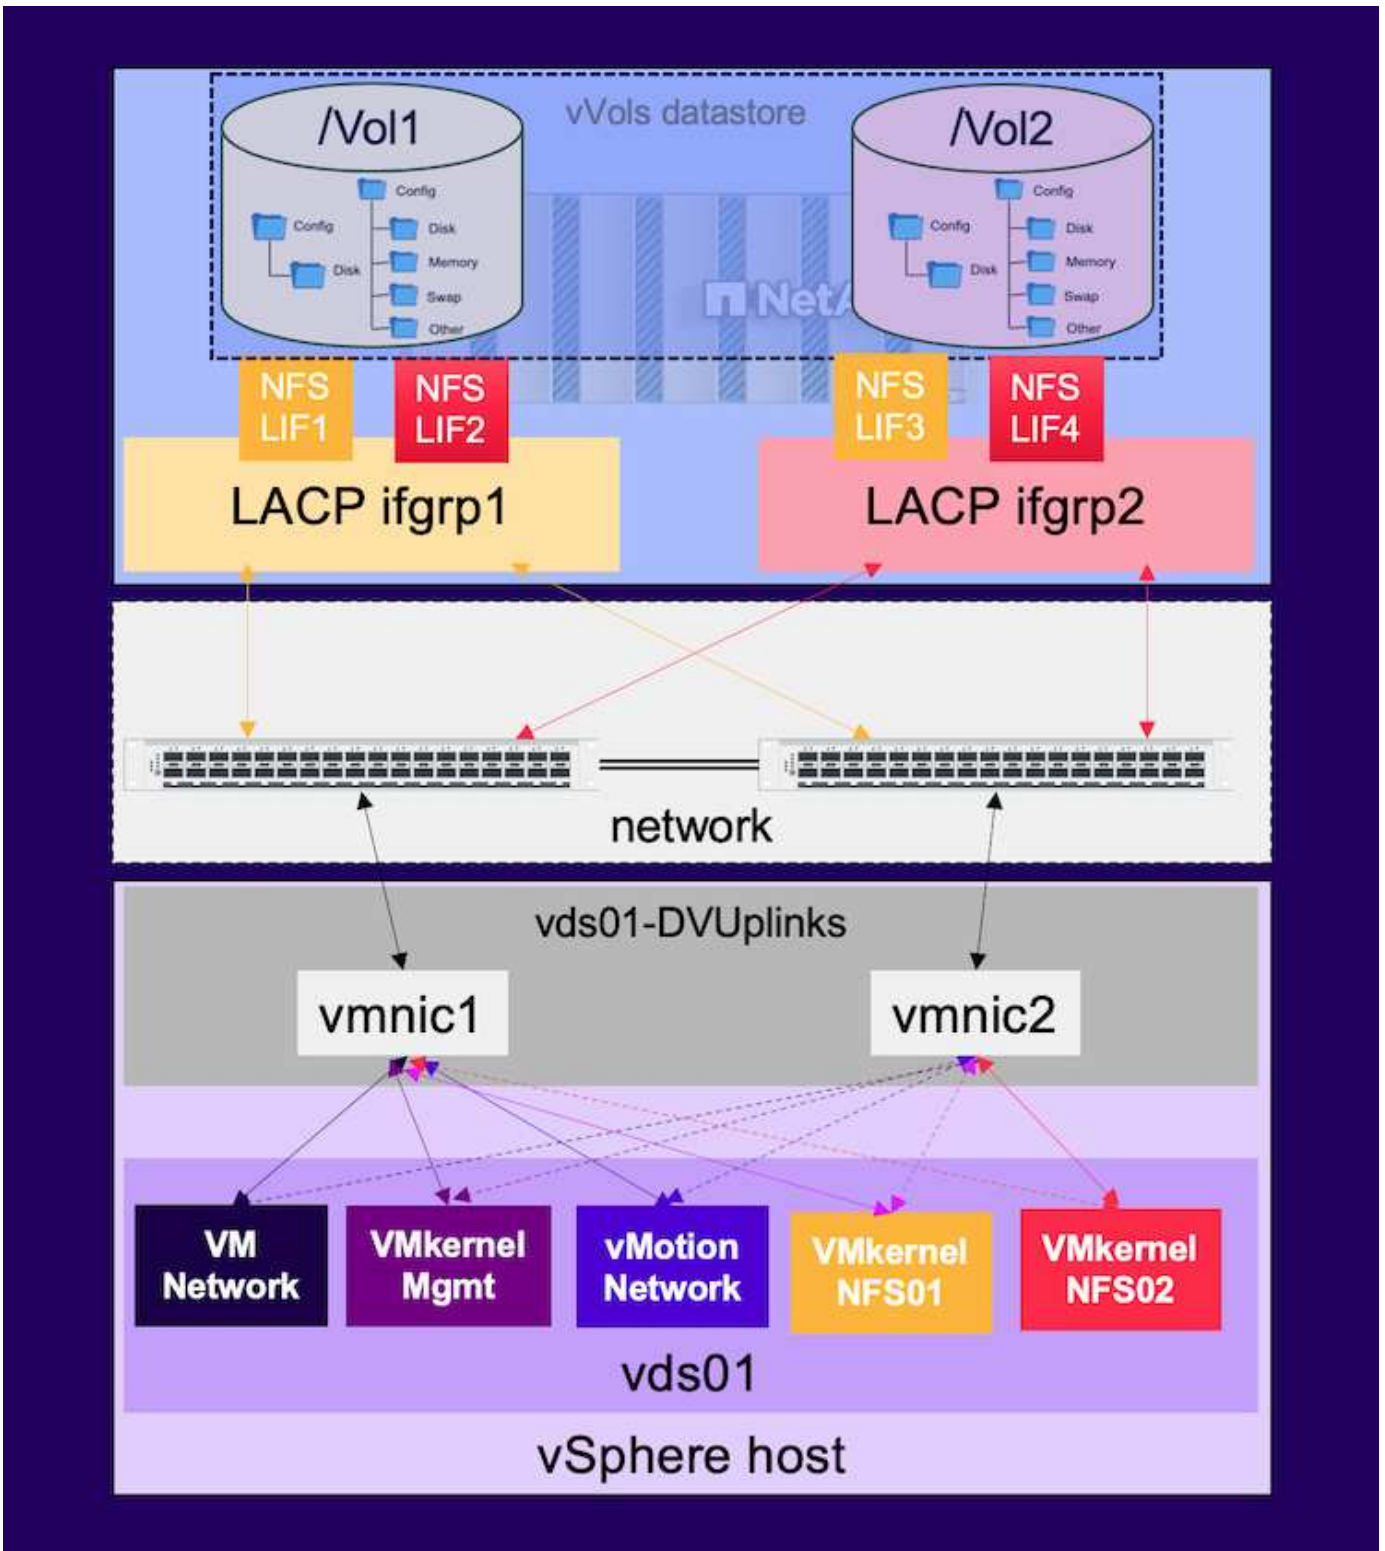 vVols datastore
/Vol1
Config
Config
Disk
Disk
Memory
Swap
Other
/Vol2
Config
Config
Disk
Disk
Memory
Swap
Other
NetA
NFS
LIF1
NFS
LIF2
NFS
LIF3
NFS
LIF4
LACP ifgrp1
LACP ifgrp2
network
vds01-DVUplinks
vmnic1
vmnic2
VM
Network
VMkernel
Mgmt
vMotion
Network
VMkernel
NFS01
VMkernel
NFS02
vds01
vSphere host